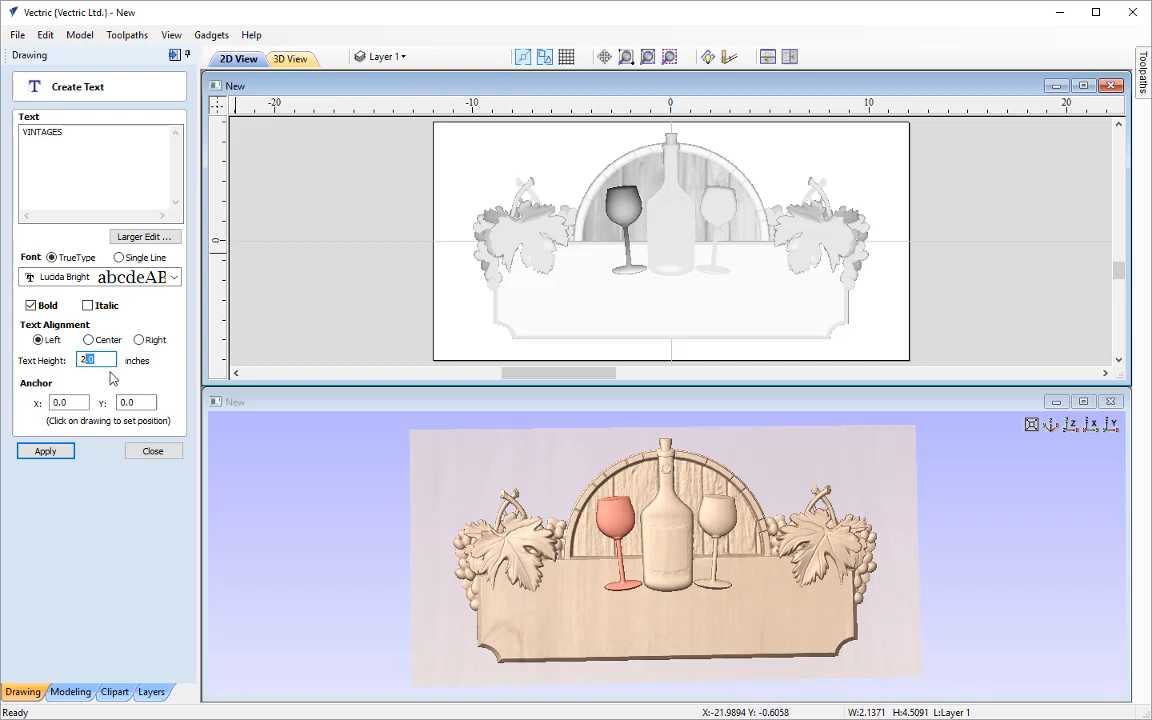 Vectric {Vectric Ltd.} - New
File Edit Model Toolpaths View Gadgets Help
Drawing
2D View 3D View Layer 1
Toolpaths
T Create Text
New
-20 -10 0 10 20
Text
VINTAGES
0
Larger Edit ...
Font TrueType Single Line
Lucida Bright abcdeAB
Bold Italic
Text Alignment
Left Center Right
Text Height: 2.0 inches
Anchor
X: 0.0 Y: 0.0
(Click on drawing to set position)
Apply Close
New
Z X Y
Drawing Modeling Clipart Layers
Ready X:-21.9894 Y: -0.6058 W:2.1371 H:4.5091 L:Layer 1